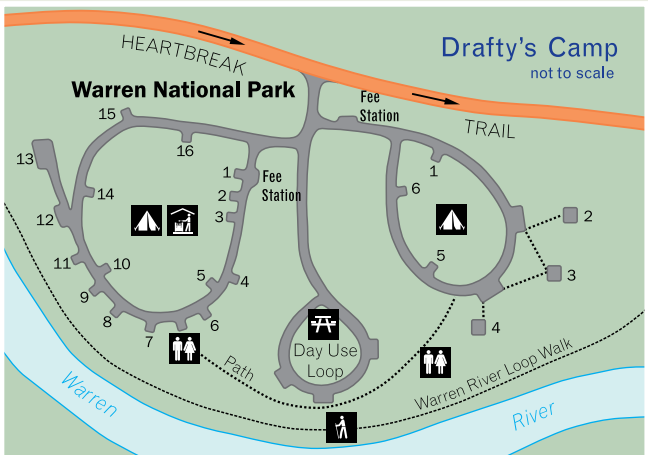 HEARTBREAK
TRAIL
Drafty's Camp
not to scale
Warren National Park
Fee
Station
15
16
13
14
12
11
10
9
8
7
6
5
4
3
2
1
Fee
Station
1
6
5
2
3
4
Day Use
Loop
Path
Warren River Loop Walk
Warren
River